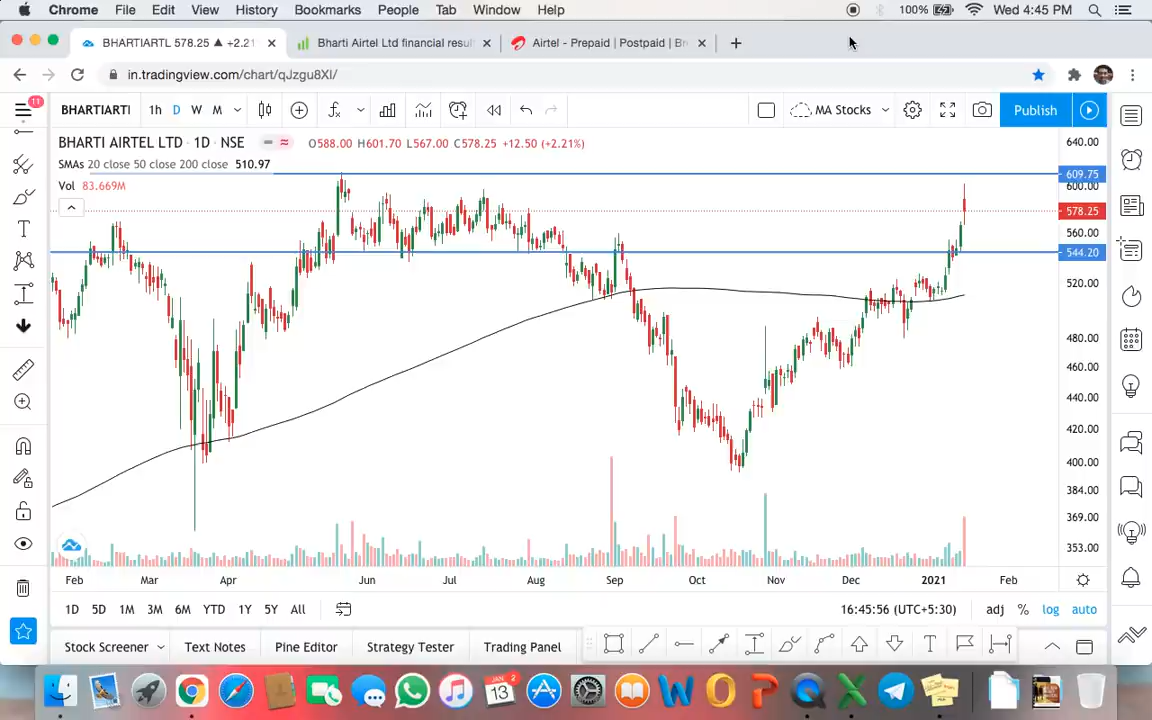 Chrome File Edit View History Bookmarks People Tab Window Help 100% Wed 4:45 PM
BHARTIARTL 578.25 ▲ +2.21 Bharti Airtel Ltd financial resul Airtel - Prepaid | Postpaid | Br
in.tradingview.com/chart/qJzgu8XI/
11 BHARTIARTI 1h D W M MA Stocks Publish
BHARTI AIRTEL LTD · 1D · NSE O588.00 H601.70 L567.00 C578.25 +12.50 (+2.21%)
SMAs 20 close 50 close 200 close 510.97
Vol 83.669M
640.00
609.75
600.00
578.25
560.00
544.20
520.00
480.00
460.00
440.00
420.00
400.00
384.00
369.00
353.00
Feb Mar Apr Jun Jul Aug Sep Oct Nov Dec 2021 Feb
1D 5D 1M 3M 6M YTD 1Y 5Y All 16:45:56 (UTC+5:30) adj % log auto
Stock Screener Text Notes Pine Editor Strategy Tester Trading Panel
13